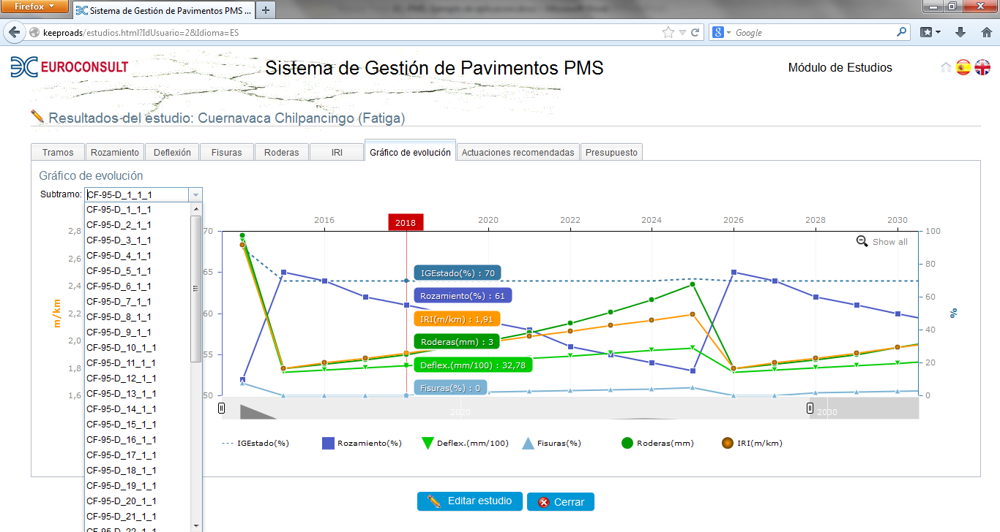 Firefox
Sistema de Gestión de Pavimentos PMS ...
keeproads/estudios.html?IdUsuario=2&Idioma=ES
Google
EUROCONSULT
Sistema de Gestión de Pavimentos PMS
Módulo de Estudios
Resultados del estudio: Cuernavaca Chilpancingo (Fatiga)
Tramos
Rozamiento
Deflexión
Fisuras
Roderas
IRI
Gráfico de evolución
Actuaciones recomendadas
Presupuesto
Gráfico de evolución
Subtramo:
CF-95-D_1_1_1
CF-95-D_1_1_1
CF-95-D_2_1_1
CF-95-D_3_1_1
CF-95-D_4_1_1
CF-95-D_5_1_1
CF-95-D_6_1_1
CF-95-D_7_1_1
CF-95-D_8_1_1
CF-95-D_9_1_1
CF-95-D_10_1_1
CF-95-D_11_1_1
CF-95-D_12_1_1
CF-95-D_13_1_1
CF-95-D_14_1_1
CF-95-D_15_1_1
CF-95-D_16_1_1
CF-95-D_17_1_1
CF-95-D_18_1_1
CF-95-D_19_1_1
CF-95-D_20_1_1
CF-95-D_21_1_1
CF-95-D_22_1_1
2,8
2,6
2,4
2,2
2,0
1,8
1,6
m/km
70
65
60
55
50
2016
2018
2020
2022
2024
2026
2028
2030
Show all
100
80
60
40
20
0
%
IGEstado(%) : 70
Rozamiento(%) : 61
IRI(m/km) : 1,91
Roderas(mm) : 3
Deflex.(mm/100) : 32,78
Fisuras(%) : 0
2020
2030
IGEstado(%)
Rozamiento(%)
Deflex.(mm/100)
Fisuras(%)
Roderas(mm)
IRI(m/km)
Editar estudio
Cerrar